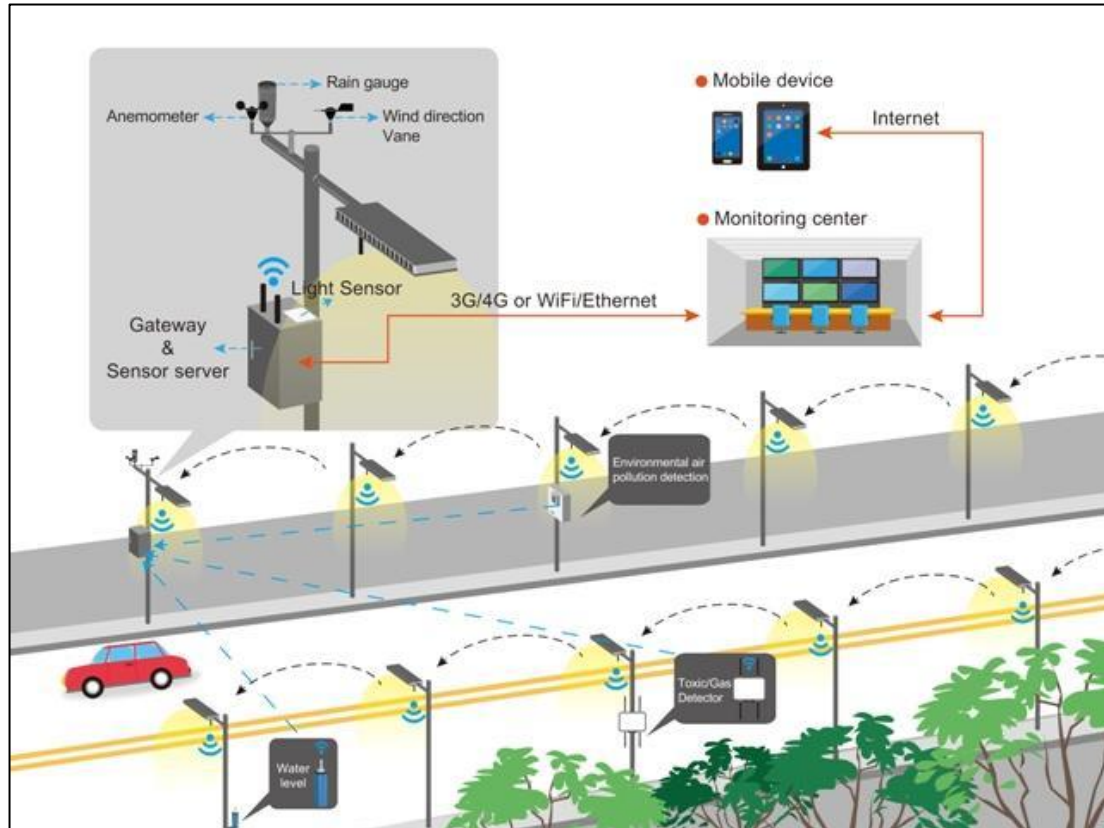 Rain gauge
Anemometer
Wind direction
Vane
Light Sensor
Gateway
&
Sensor server
Mobile device
Internet
Monitoring center
3G/4G or WiFi/Ethernet
Environmental air
pollution detection
Toxic/Gas
Detector
Water
level